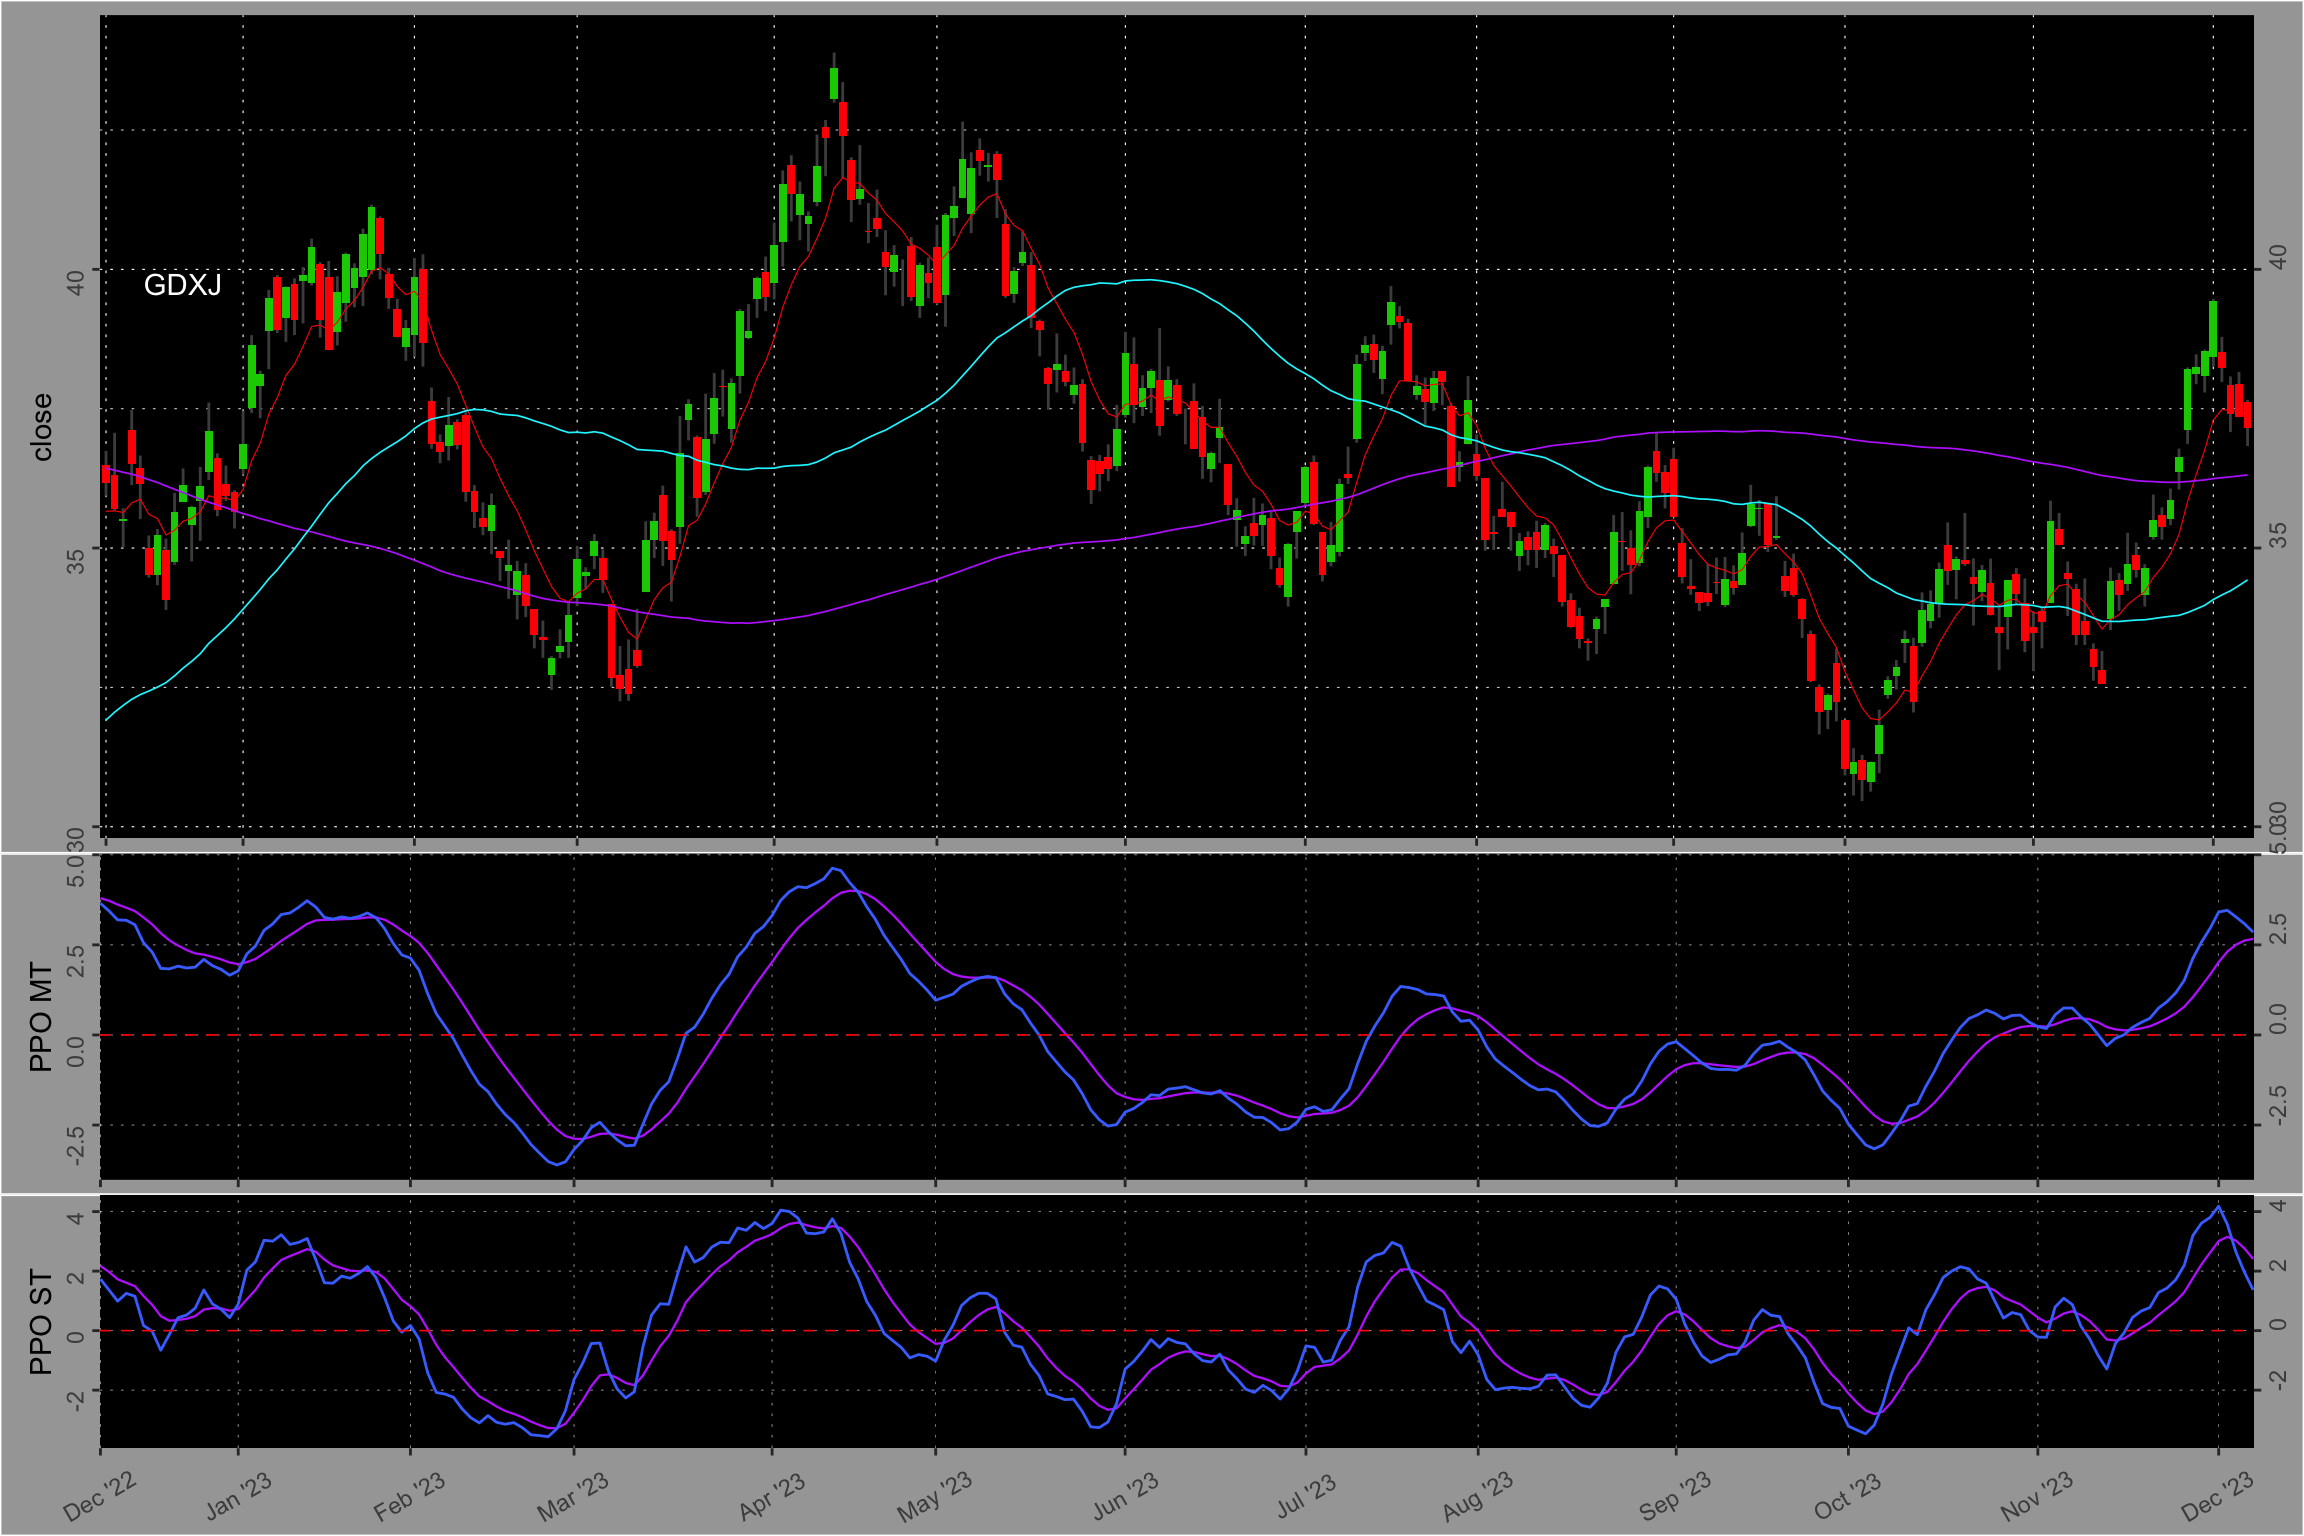 GDXJ
close
40
35
30
40
35
30
PPO MT
5.0
2.5
0.0
-2.5
5.0
2.5
0.0
-2.5
PPO ST
4
2
0
-2
4
2
0
-2
Dec '22
Jan '23
Feb '23
Mar '23
Apr '23
May '23
Jun '23
Jul '23
Aug '23
Sep '23
Oct '23
Nov '23
Dec '23